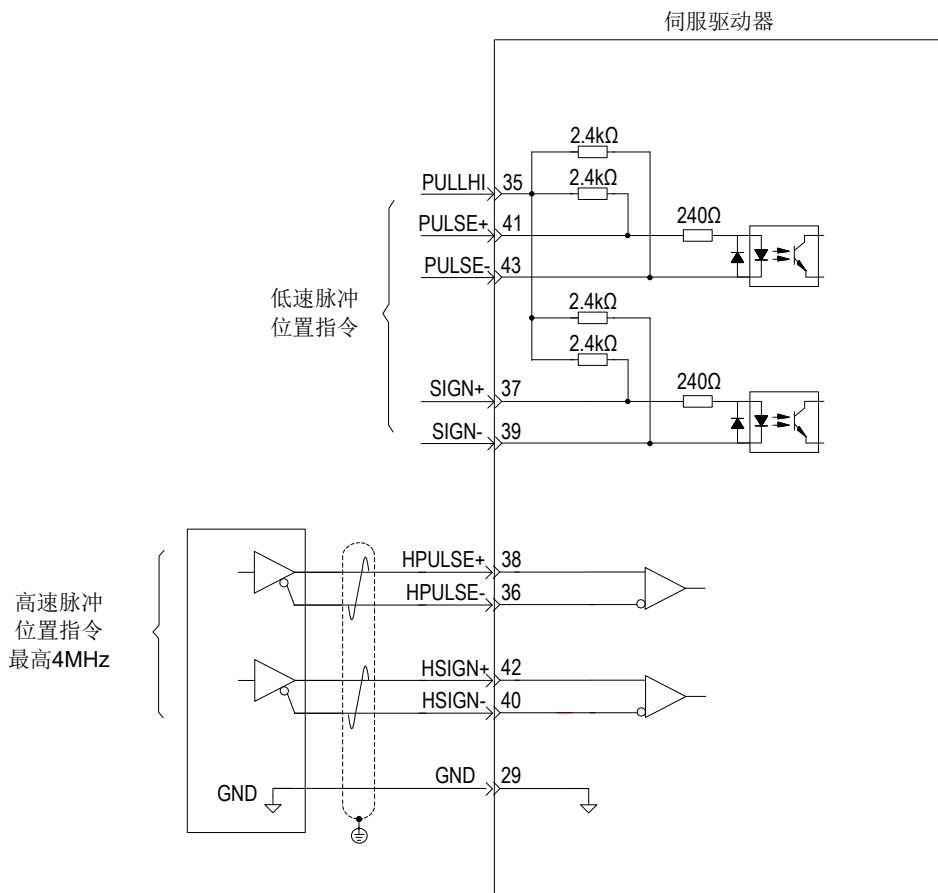 伺服驱动器
2.4kΩ
PULLHI 35
2.4kΩ
PULSE+ 41
240Ω
PULSE- 43
低速脉冲
位置指令
2.4kΩ
2.4kΩ
SIGN+ 37
240Ω
SIGN- 39
HPULSE+ 38
HPULSE- 36
高速脉冲
位置指令
最高4MHz
HSIGN+ 42
HSIGN- 40
GND 29
GND